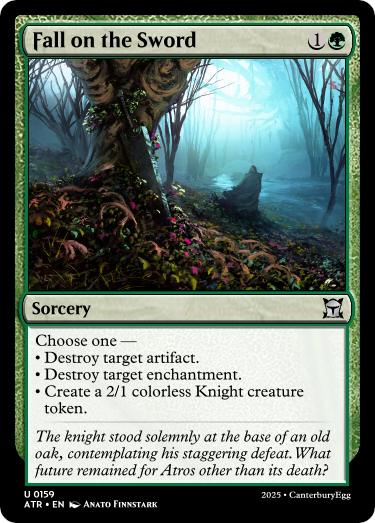 Fall on the Sword 1
Sorcery
Choose one —
• Destroy target artifact.
• Destroy target enchantment.
• Create a 2/1 colorless Knight creature
token.
The knight stood solemnly at the base of an old
oak, contemplating his staggering defeat. What
future remained for Atros other than its death?
U 0159
ATR • EN Anato Finnstark 2025 • CanterburyEgg